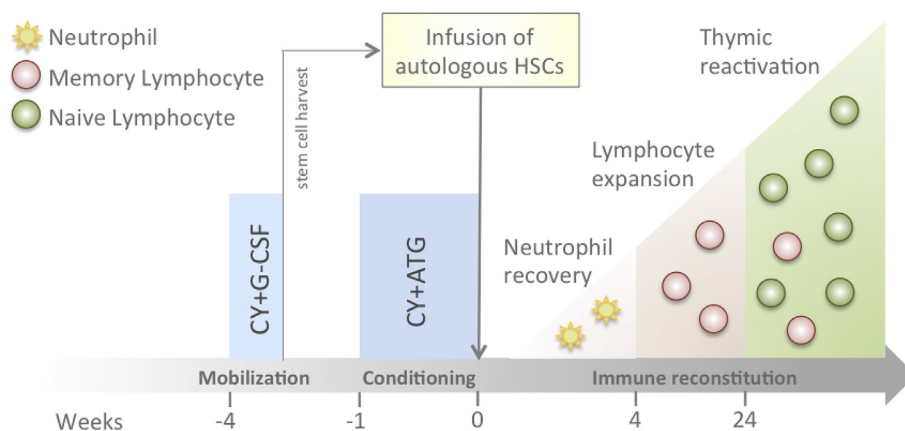 Neutrophil
Memory Lymphocyte
Naive Lymphocyte
Infusion of
autologous HSCs
stem cell harvest
Thymic
reactivation
Lymphocyte
expansion
Neutrophil
recovery
CY+G-CSF
CY+ATG
Mobilization
Conditioning
Immune reconstitution
Weeks
-4
-1
0
4
24